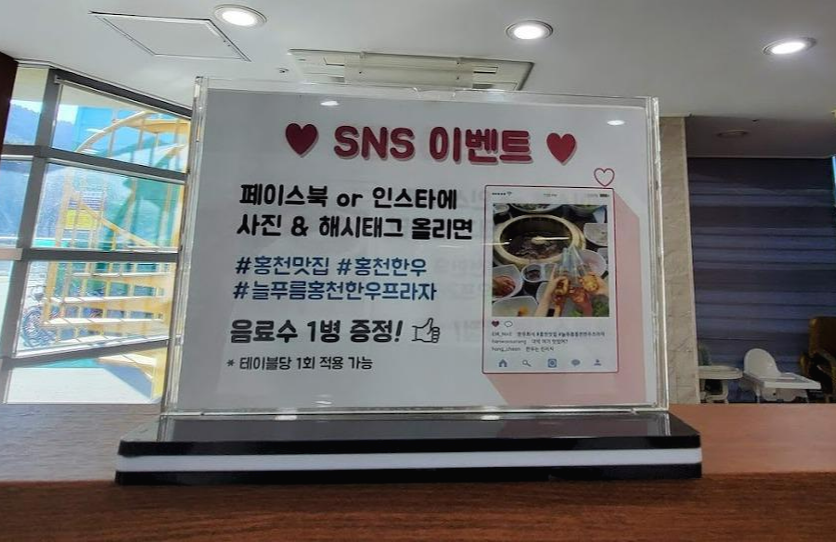 SNS 이벤트
페이스북 or 인스타에
사진 & 해시태그 올리면
#홍천맛집 #홍천한우
#늘푸름홍천한우프라자
음료수 1병 증정!
* 테이블당 1회 적용 가능